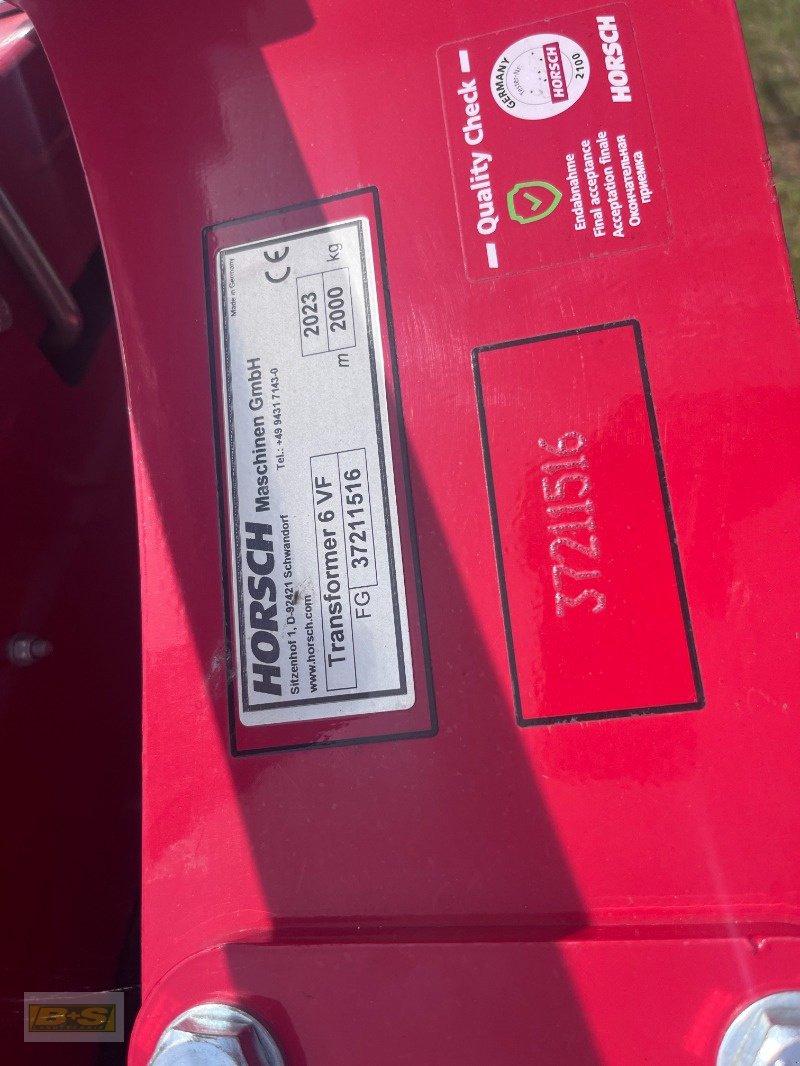 HORSCH Maschinen GmbH
Sitzenhof 1, D-92421 Schwandorf Tel.: +49 9431 7143-0
www.horsch.com
Transformer 6 VF
FG 37211516
Made in Germany
CE
2023
m 2000 kg
Quality Check
GERMANY
HORSCH
2100
HORSCH
Endabnahme
Final acceptance
Acceptation finale
Окончательная
приемка
37211516
B+S